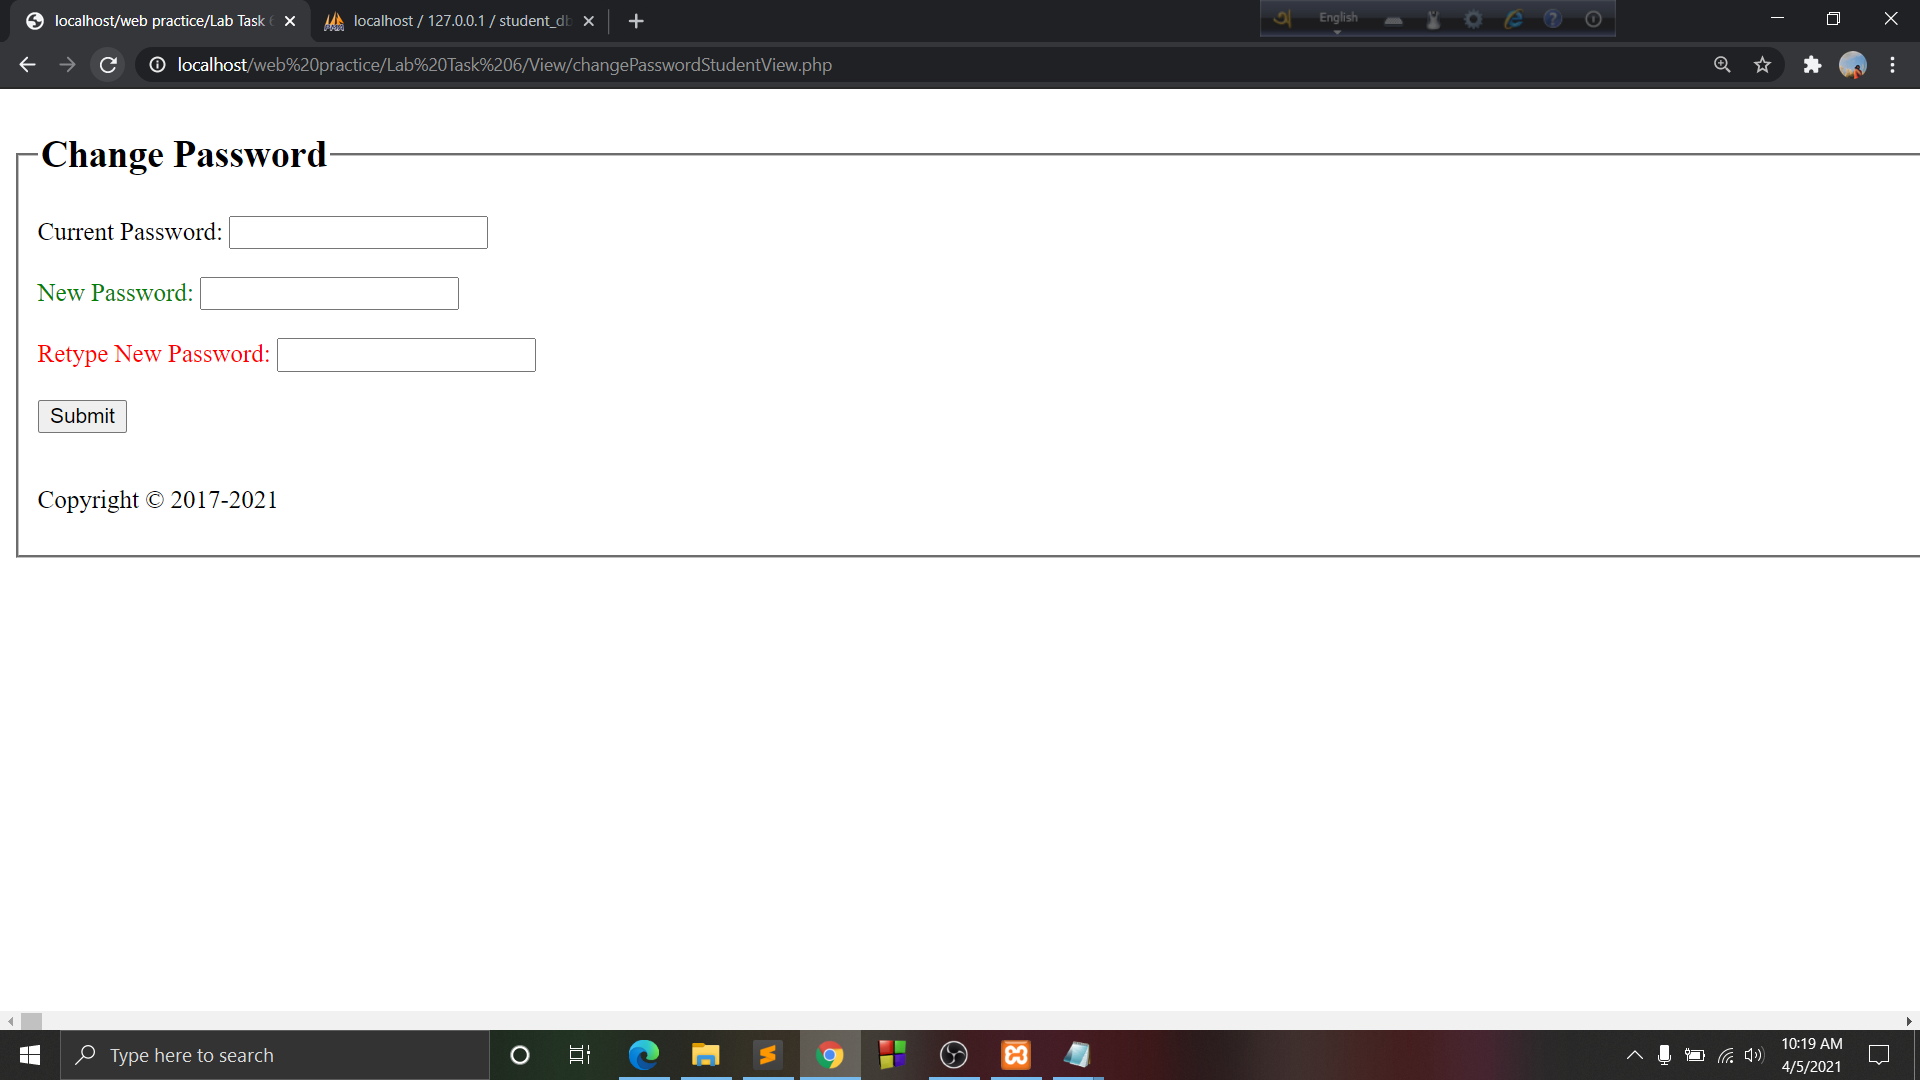 localhost/web practice/Lab Task 6
localhost / 127.0.0.1 / student_db
English
localhost/web%20practice/Lab%20Task%206/View/changePasswordStudentView.php
Change Password
Current Password:
New Password:
Retype New Password:
Submit
Copyright © 2017-2021
Type here to search
10:19 AM
4/5/2021